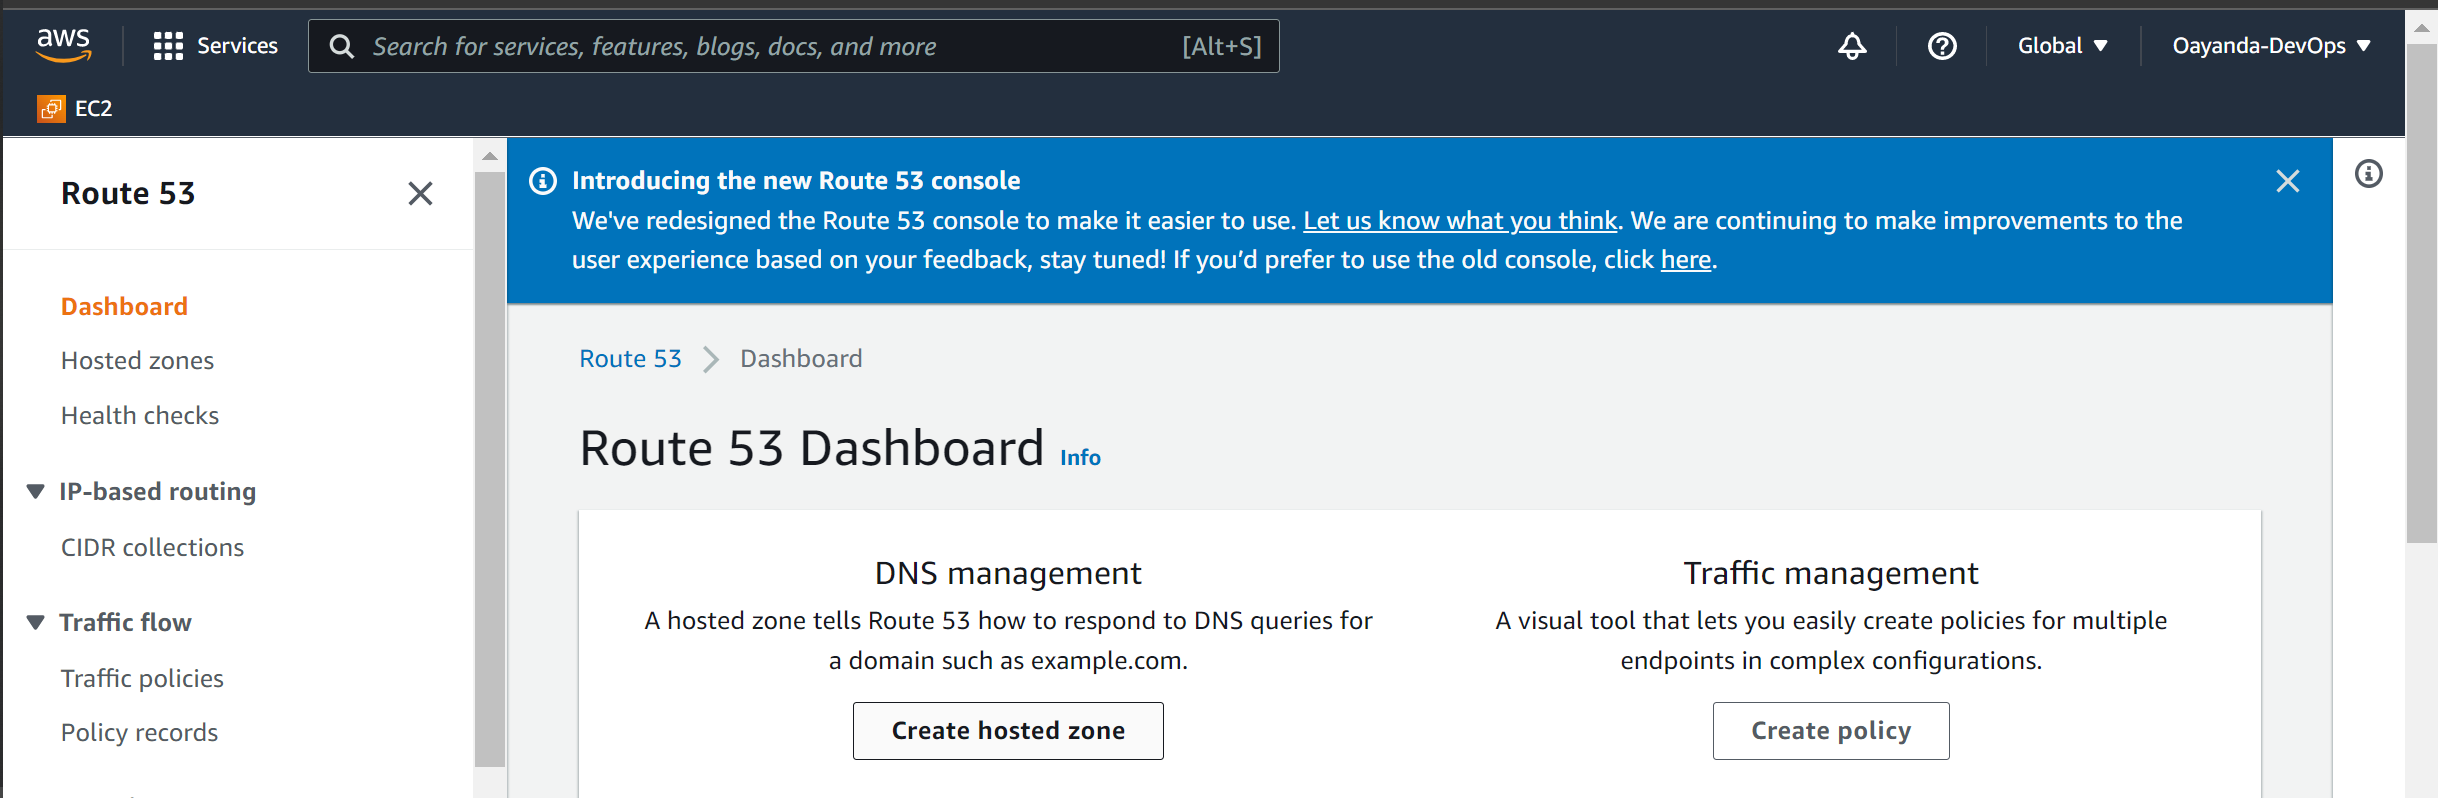 aws
Services
Search for services, features, blogs, docs, and more
[Alt+S]
Global
Oayanda-DevOps
EC2
Route 53
Dashboard
Hosted zones
Health checks
IP-based routing
CIDR collections
Traffic flow
Traffic policies
Policy records
Introducing the new Route 53 console
We've redesigned the Route 53 console to make it easier to use. Let us know what you think. We are continuing to make improvements to the
user experience based on your feedback, stay tuned! If you’d prefer to use the old console, click here.
Route 53
Dashboard
Route 53 Dashboard Info
DNS management
A hosted zone tells Route 53 how to respond to DNS queries for
a domain such as example.com.
Create hosted zone
Traffic management
A visual tool that lets you easily create policies for multiple
endpoints in complex configurations.
Create policy